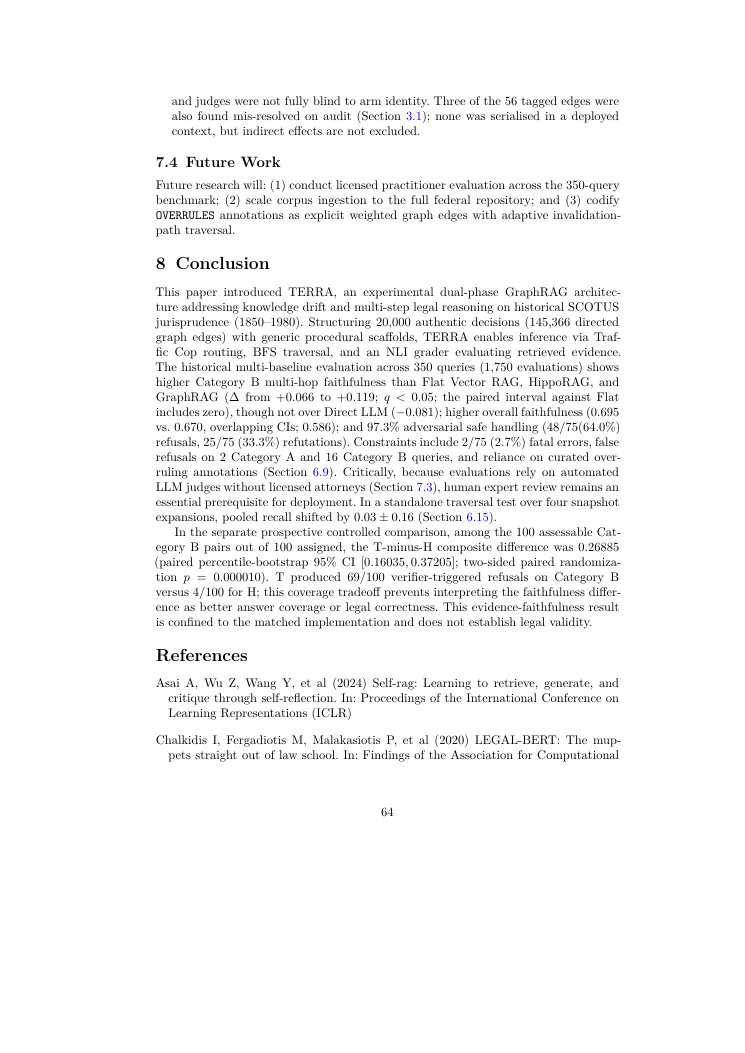 and judges were not fully blind to arm identity. Three of the 56 tagged edges were
also found mis-resolved on audit (Section 3.1); none was serialised in a deployed
context, but indirect effects are not excluded.
7.4 Future Work
Future research will: (1) conduct licensed practitioner evaluation across the 350-query
benchmark; (2) scale corpus ingestion to the full federal repository; and (3) codify
OVERRULES annotations as explicit weighted graph edges with adaptive invalidation-
path traversal.
8 Conclusion
This paper introduced TERRA, an experimental dual-phase GraphRAG architec-
ture addressing knowledge drift and multi-step legal reasoning on historical SCOTUS
jurisprudence (1850–1980). Structuring 20,000 authentic decisions (145,366 directed
graph edges) with generic procedural scaffolds, TERRA enables inference via Traf-
fic Cop routing, BFS traversal, and an NLI grader evaluating retrieved evidence.
The historical multi-baseline evaluation across 350 queries (1,750 evaluations) shows
higher Category B multi-hop faithfulness than Flat Vector RAG, HippoRAG, and
GraphRAG (Δ from +0.066 to +0.119; q < 0.05; the paired interval against Flat
includes zero), though not over Direct LLM (−0.081); higher overall faithfulness (0.695
vs. 0.670, overlapping CIs; 0.586); and 97.3% adversarial safe handling (48/75(64.0%)
refusals, 25/75 (33.3%) refutations). Constraints include 2/75 (2.7%) fatal errors, false
refusals on 2 Category A and 16 Category B queries, and reliance on curated over-
ruling annotations (Section 6.9). Critically, because evaluations rely on automated
LLM judges without licensed attorneys (Section 7.3), human expert review remains an
essential prerequisite for deployment. In a standalone traversal test over four snapshot
expansions, pooled recall shifted by 0.03 ± 0.16 (Section 6.15).
In the separate prospective controlled comparison, among the 100 assessable Cat-
egory B pairs out of 100 assigned, the T-minus-H composite difference was 0.26885
(paired percentile-bootstrap 95% CI [0.16035, 0.37205]; two-sided paired randomiza-
tion p = 0.000010). T produced 69/100 verifier-triggered refusals on Category B
versus 4/100 for H; this coverage tradeoff prevents interpreting the faithfulness differ-
ence as better answer coverage or legal correctness. This evidence-faithfulness result
is confined to the matched implementation and does not establish legal validity.
References
Asai A, Wu Z, Wang Y, et al (2024) Self-rag: Learning to retrieve, generate, and
critique through self-reflection. In: Proceedings of the International Conference on
Learning Representations (ICLR)
Chalkidis I, Fergadiotis M, Malakasiotis P, et al (2020) LEGAL-BERT: The mup-
pets straight out of law school. In: Findings of the Association for Computational
64